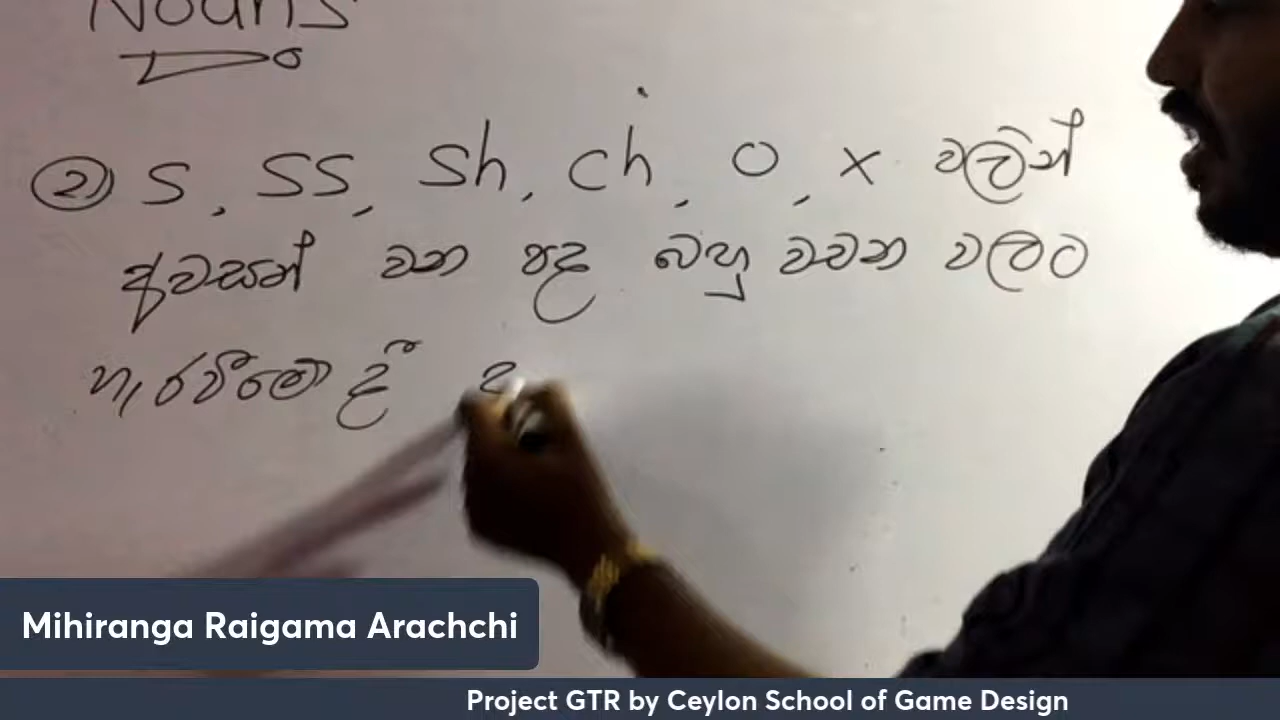 Nouns
② S, SS, Sh, Ch, O, X වලින්
අවසන් වන පද බහු වචන වලට
හැරවීමේ දී
Mihiranga Raigama Arachchi
Project GTR by Ceylon School of Game Design